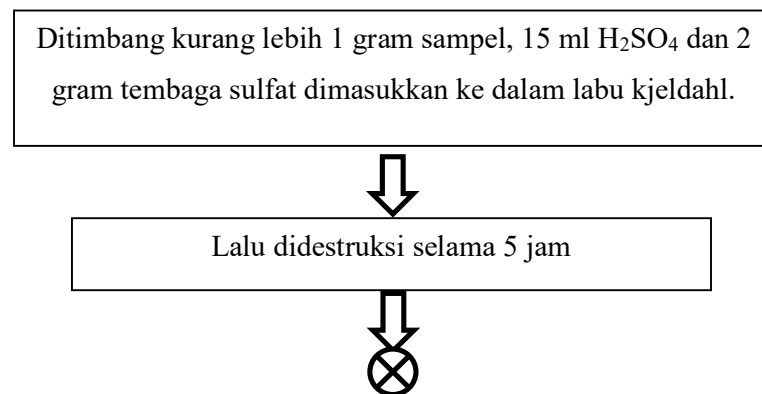 Ditimbang kurang lebih 1 gram sampel, 15 ml H₂SO₄ dan 2
gram tembaga sulfat dimasukkan ke dalam labu kjeldahl.
Lalu didestruksi selama 5 jam